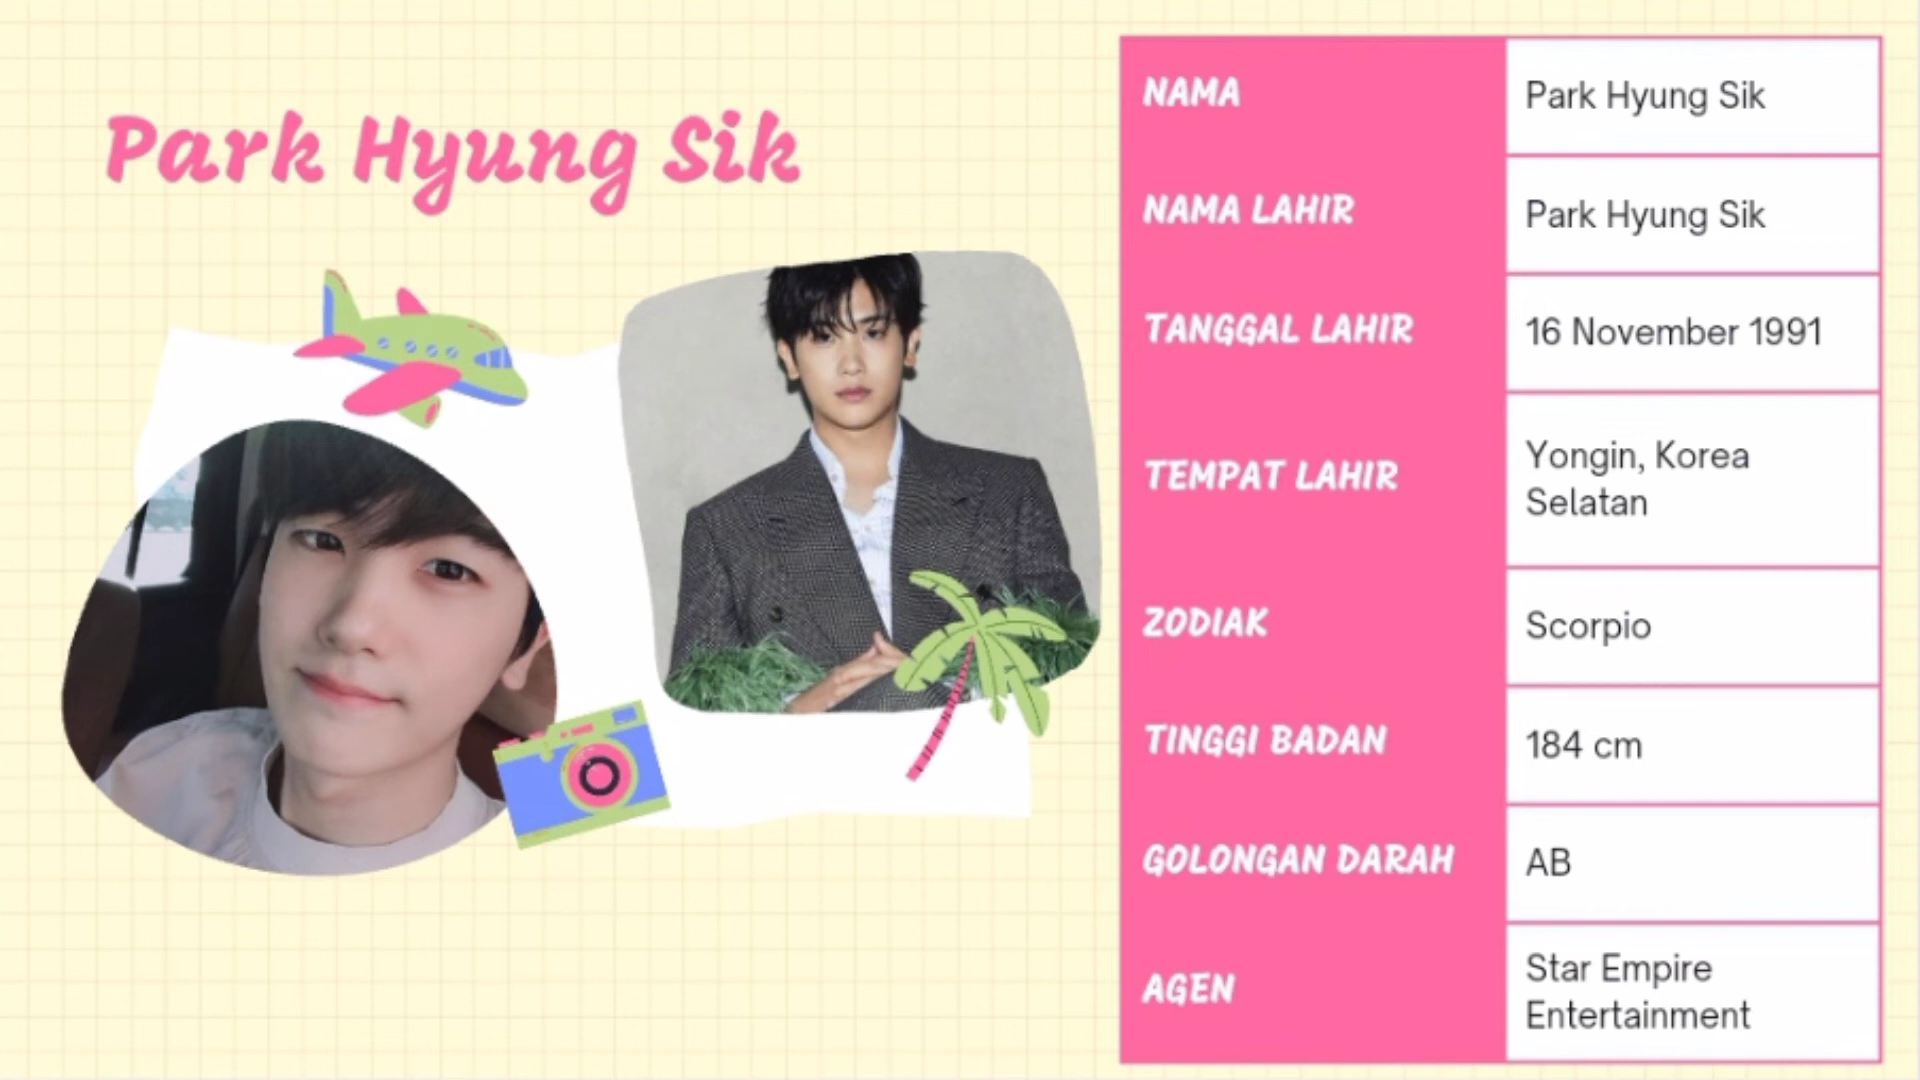 Park Hyung Sik
NAMA
Park Hyung Sik
NAMA LAHIR
Park Hyung Sik
TANGGAL LAHIR
16 November 1991
TEMPAT LAHIR
Yongin, Korea
Selatan
ZODIAK
Scorpio
TINGGI BADAN
184 cm
GOLONGAN DARAH
AB
AGEN
Star Empire
Entertainment